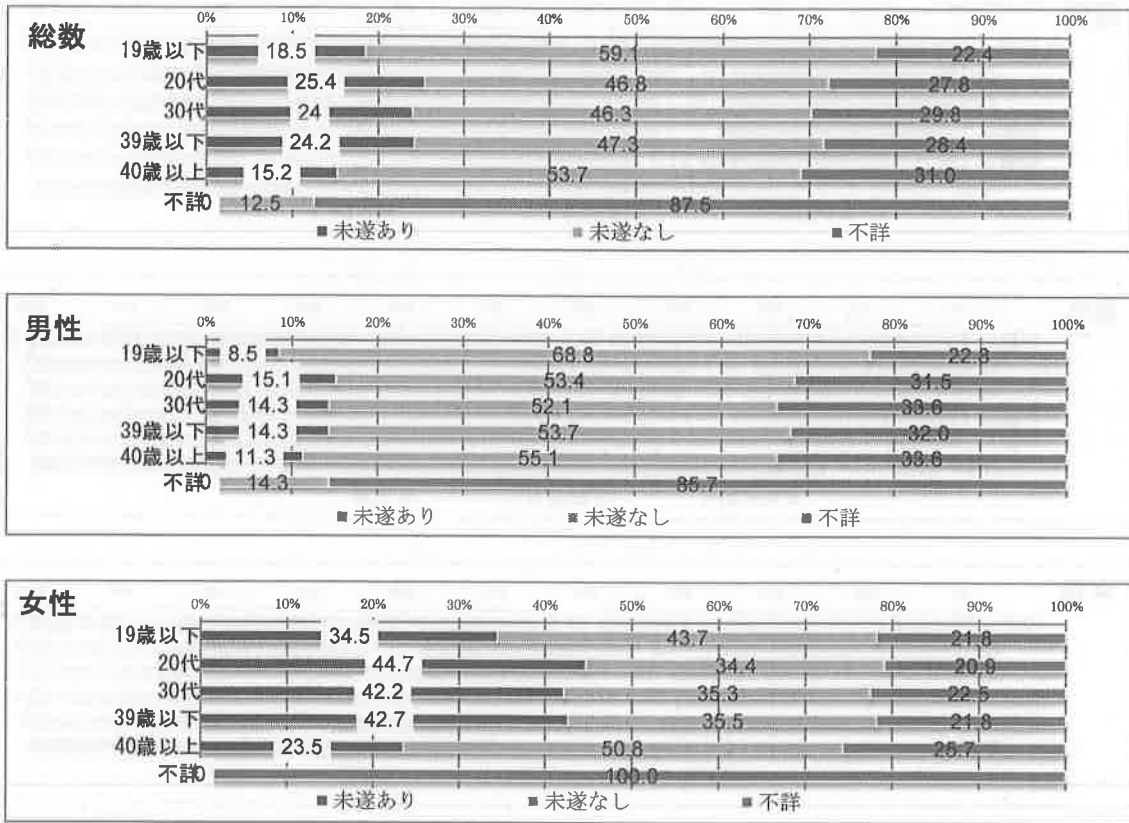 総数
0% 10% 20% 30% 40% 50% 60% 70% 80% 90% 100%
19歳以下 18.5 59.1 22.4
20代 25.4 46.8 27.8
30代 24 46.3 29.8
39歳以下 24.2 47.3 28.4
40歳以上 15.2 53.7 31.0
不詳0 12.5 87.5
■未遂あり ■未遂なし ■不詳
男性
0% 10% 20% 30% 40% 50% 60% 70% 80% 90% 100%
19歳以下 8.5 68.8 22.8
20代 15.1 53.4 31.5
30代 14.3 52.1 33.6
39歳以下 14.3 53.7 32.0
40歳以上 11.3 55.1 33.6
不詳0 14.3 85.7
■未遂あり ■未遂なし ■不詳
女性
0% 10% 20% 30% 40% 50% 60% 70% 80% 90% 100%
19歳以下 34.5 43.7 21.8
20代 44.7 34.4 20.9
30代 42.2 35.3 22.5
39歳以下 42.7 35.5 21.8
40歳以上 23.5 50.8 25.7
不詳0 100.0
■未遂あり ■未遂なし ■不詳